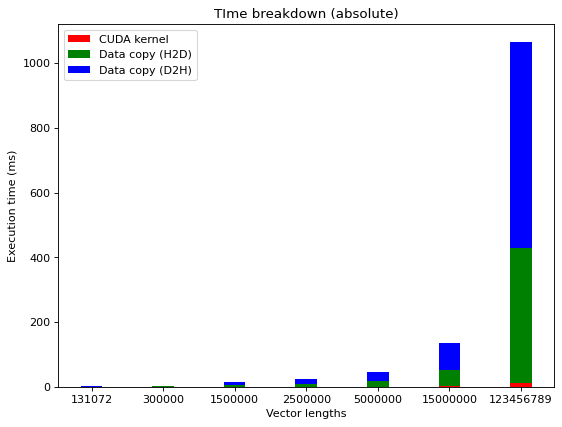 TIme breakdown (absolute)
CUDA kernel
Data copy (H2D)
Data copy (D2H)
Execution time (ms)
1000
800
600
400
200
0
131072 300000 1500000 2500000 5000000 15000000 123456789
Vector lengths